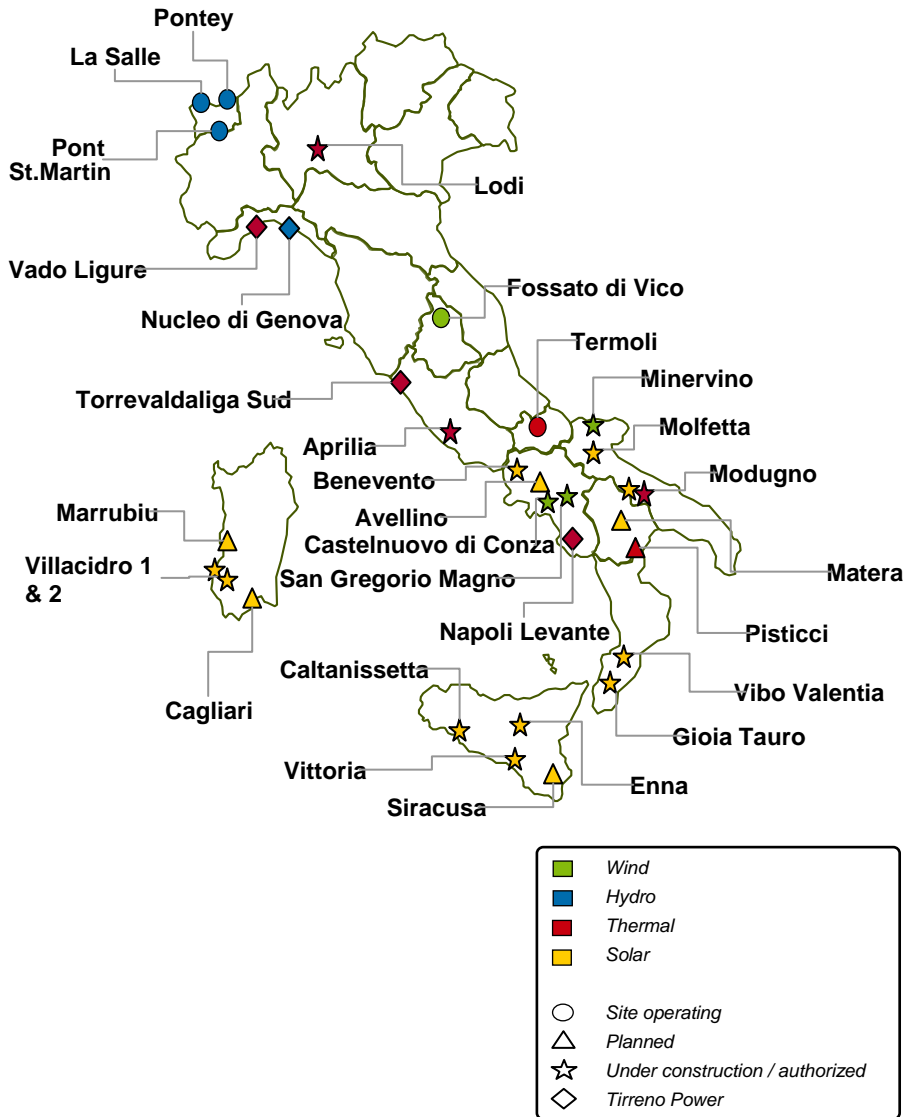 Pontey
La Salle
Pont
St.Martin
Lodi
Vado Ligure
Fossato di Vico
Nucleo di Genova
Termoli
Minervino
Torrevaldaliga Sud
Molfetta
Aprilia
Benevento
Modugno
Avellino
Marrubiu
Castelnuovo di Conza
Villacidro 1
& 2
San Gregorio Magno
Matera
Napoli Levante
Pisticci
Caltanissetta
Vibo Valentia
Cagliari
Gioia Tauro
Vittoria
Enna
Siracusa
Wind
Hydro
Thermal
Solar
Site operating
Planned
Under construction / authorized
Tirreno Power